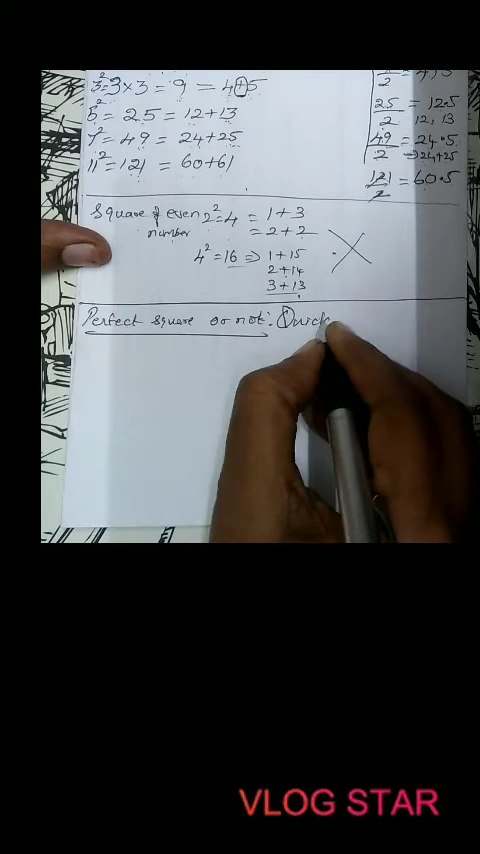 3²=3×3 = 9 = 4+5
5² = 25 = 12+13
7² = 49 = 24+25
11² = 121 = 60+61
25/2 = 12.5
12, 13
49/2 = 24.5
⇒ 24+25
121/2 = 60.5
Square of even 2²=4 = 1+3
number = 2+2
4² = 16 ⇒ 1+15
2+14
3+13
Perfect square or not: Quick
VLOG STAR